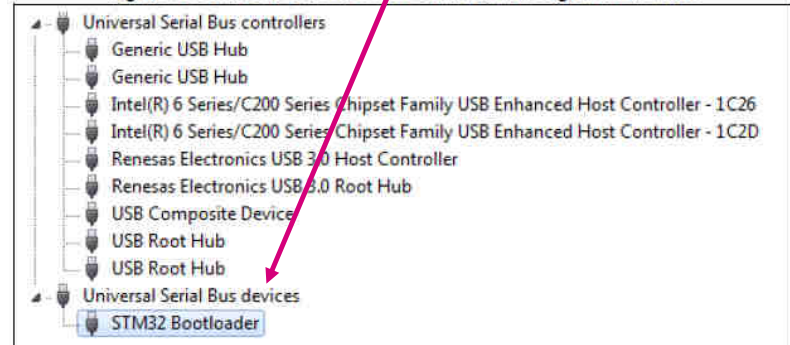 Universal Serial Bus controllers
Generic USB Hub
Generic USB Hub
Intel(R) 6 Series/C200 Series Chipset Family USB Enhanced Host Controller - 1C26
Intel(R) 6 Series/C200 Series Chipset Family USB Enhanced Host Controller - 1C2D
Renesas Electronics USB 3.0 Host Controller
Renesas Electronics USB 3.0 Root Hub
USB Composite Device
USB Root Hub
USB Root Hub
Universal Serial Bus devices
STM32 Bootloader